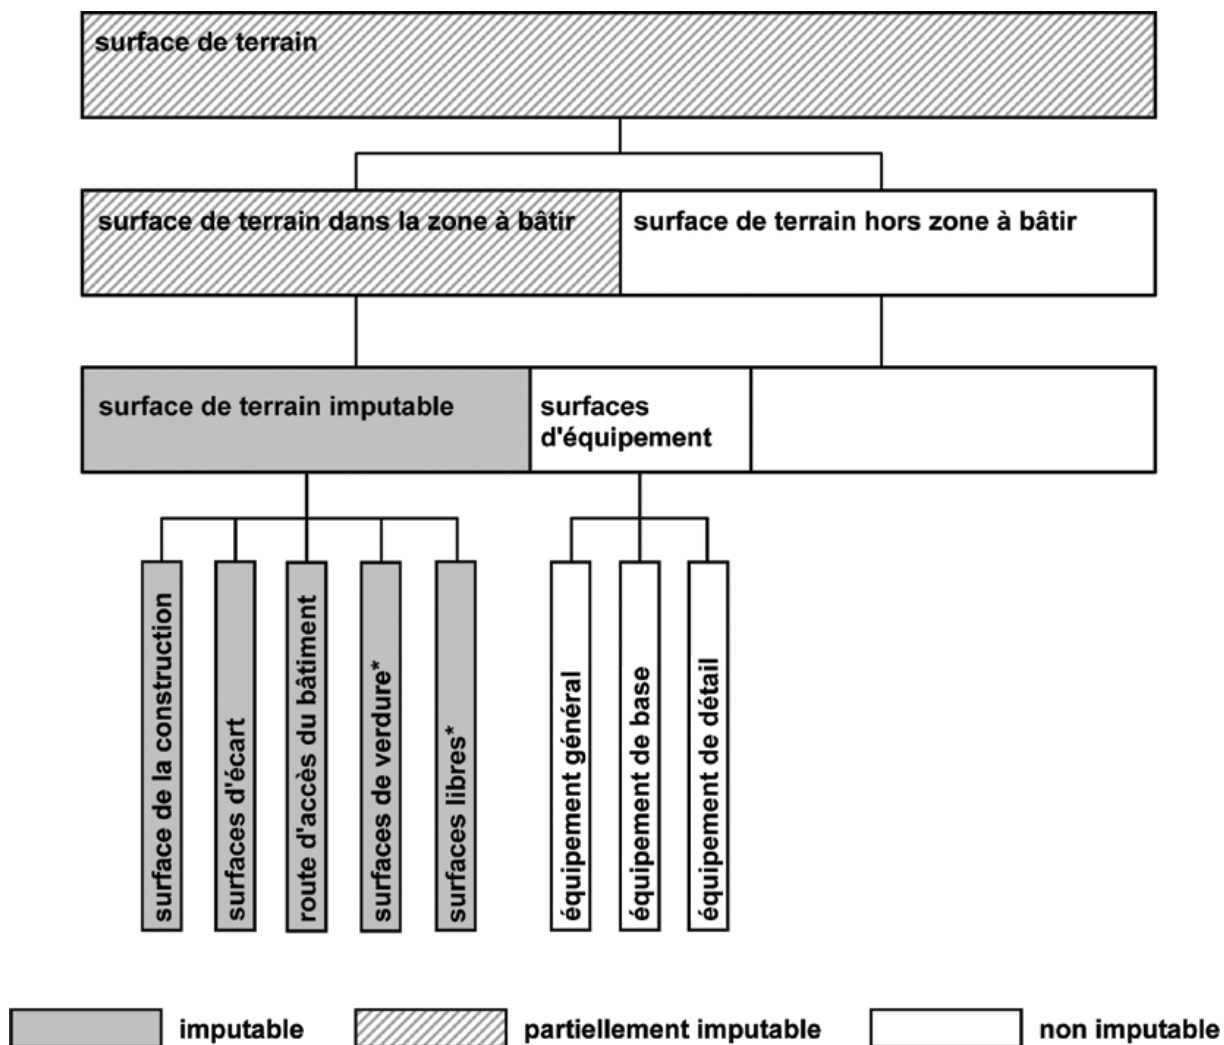 surface de terrain
surface de terrain dans la zone à bâtir
surface de terrain hors zone à bâtir
surface de terrain imputable
surfaces
d'équipement
surface de la construction
surfaces d'écart
route d'accès du bâtiment
surfaces de verdure*
surfaces libres*
équipement général
équipement de base
équipement de détail
imputable
partiellement imputable
non imputable